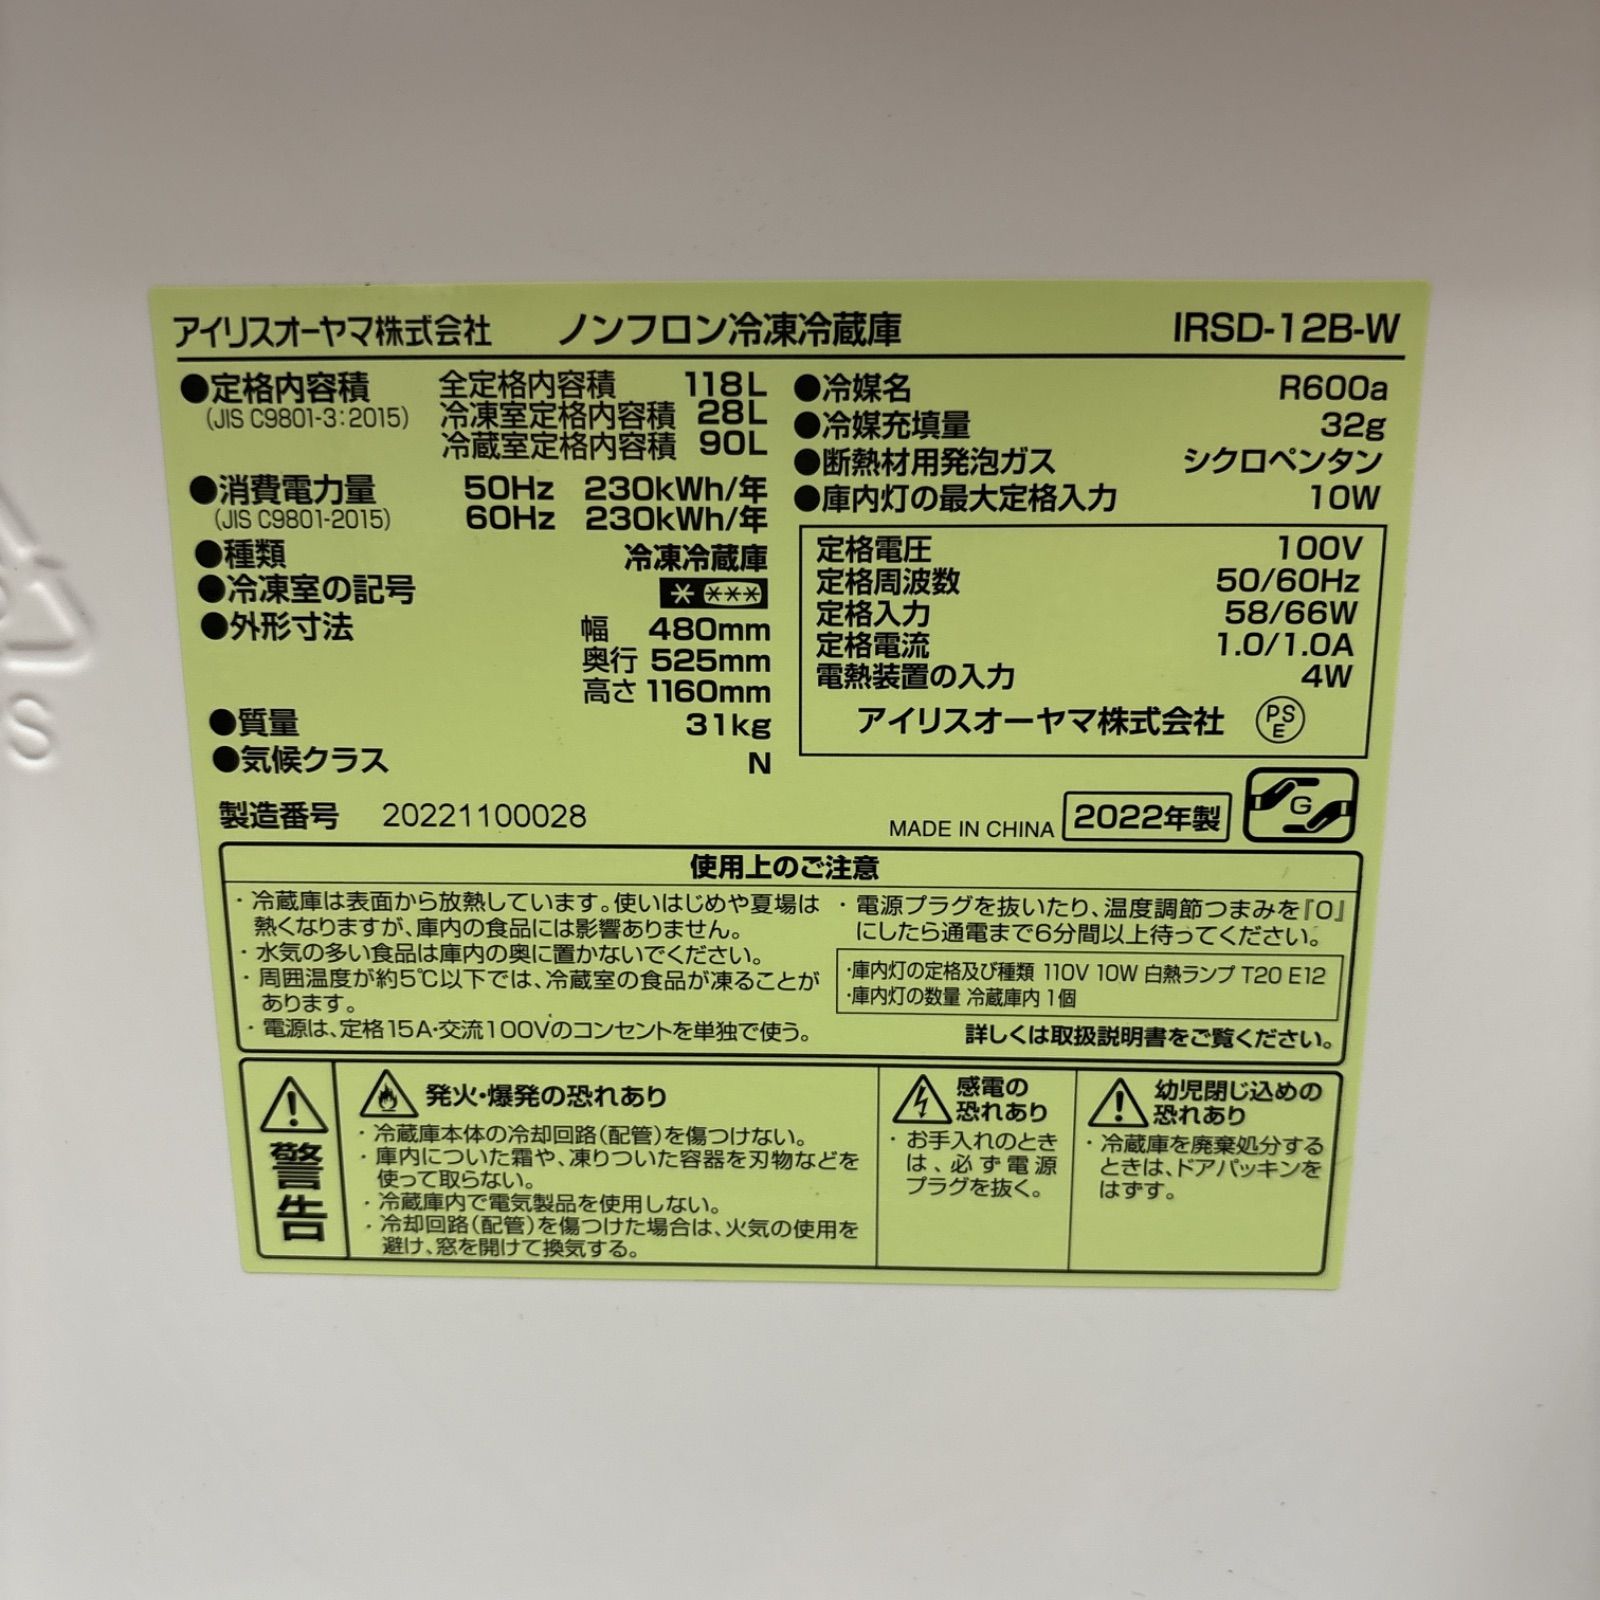 アイリスオーヤマ株式会社 ノンフロン冷凍冷蔵庫 IRSD-12B-W
●定格内容積 全定格内容積 118L
(JIS C9801-3:2015) 冷凍室定格内容積 28L
冷蔵室定格内容積 90L
●消費電力量 50Hz 230kWh/年
(JIS C9801-2015) 60Hz 230kWh/年
●種類 冷凍冷蔵庫
●冷凍室の記号
●外形寸法 幅 480mm
奥行 525mm
高さ 1160mm
●質量 31kg
●気候クラス N
●冷媒名 R600a
●冷媒充填量 32g
●断熱材用発泡ガス シクロペンタン
●庫内灯の最大定格入力 10W
定格電圧 100V
定格周波数 50/60Hz
定格入力 58/66W
定格電流 1.0/1.0A
電熱装置の入力 4W
アイリスオーヤマ株式会社 PSE
製造番号 20221100028
MADE IN CHINA 2022年製 G
使用上のご注意
・冷蔵庫は表面から放熱しています。使いはじめや夏場は
熱くなりますが、庫内の食品には影響ありません。
・水気の多い食品は庫内の奥に置かないでください。
・周囲温度が約5℃以下では、冷蔵室の食品が凍ることが
あります。
・電源は、定格15A・交流100Vのコンセントを単独で使う。
・電源プラグを抜いたり、温度調節つまみを『0』
にしたら通電まで6分間以上待ってください。
・庫内灯の定格及び種類 110V 10W 白熱ランプ T20 E12
・庫内灯の数量 冷蔵庫内 1個
詳しくは取扱説明書をご覧ください。
警告
発火・爆発の恐れあり
・冷蔵庫本体の冷却回路(配管)を傷つけない。
・庫内についた霜や、凍りついた容器を刃物などを
使って取らない。
・冷蔵庫内で電気製品を使用しない。
・冷却回路(配管)を傷つけた場合は、火気の使用を
避け、窓を開けて換気する。
感電の
恐れあり
・お手入れのとき
は、必ず電源
プラグを抜く。
幼児閉じ込めの
恐れあり
・冷蔵庫を廃棄処分する
ときは、ドアパッキンを
はずす。
S